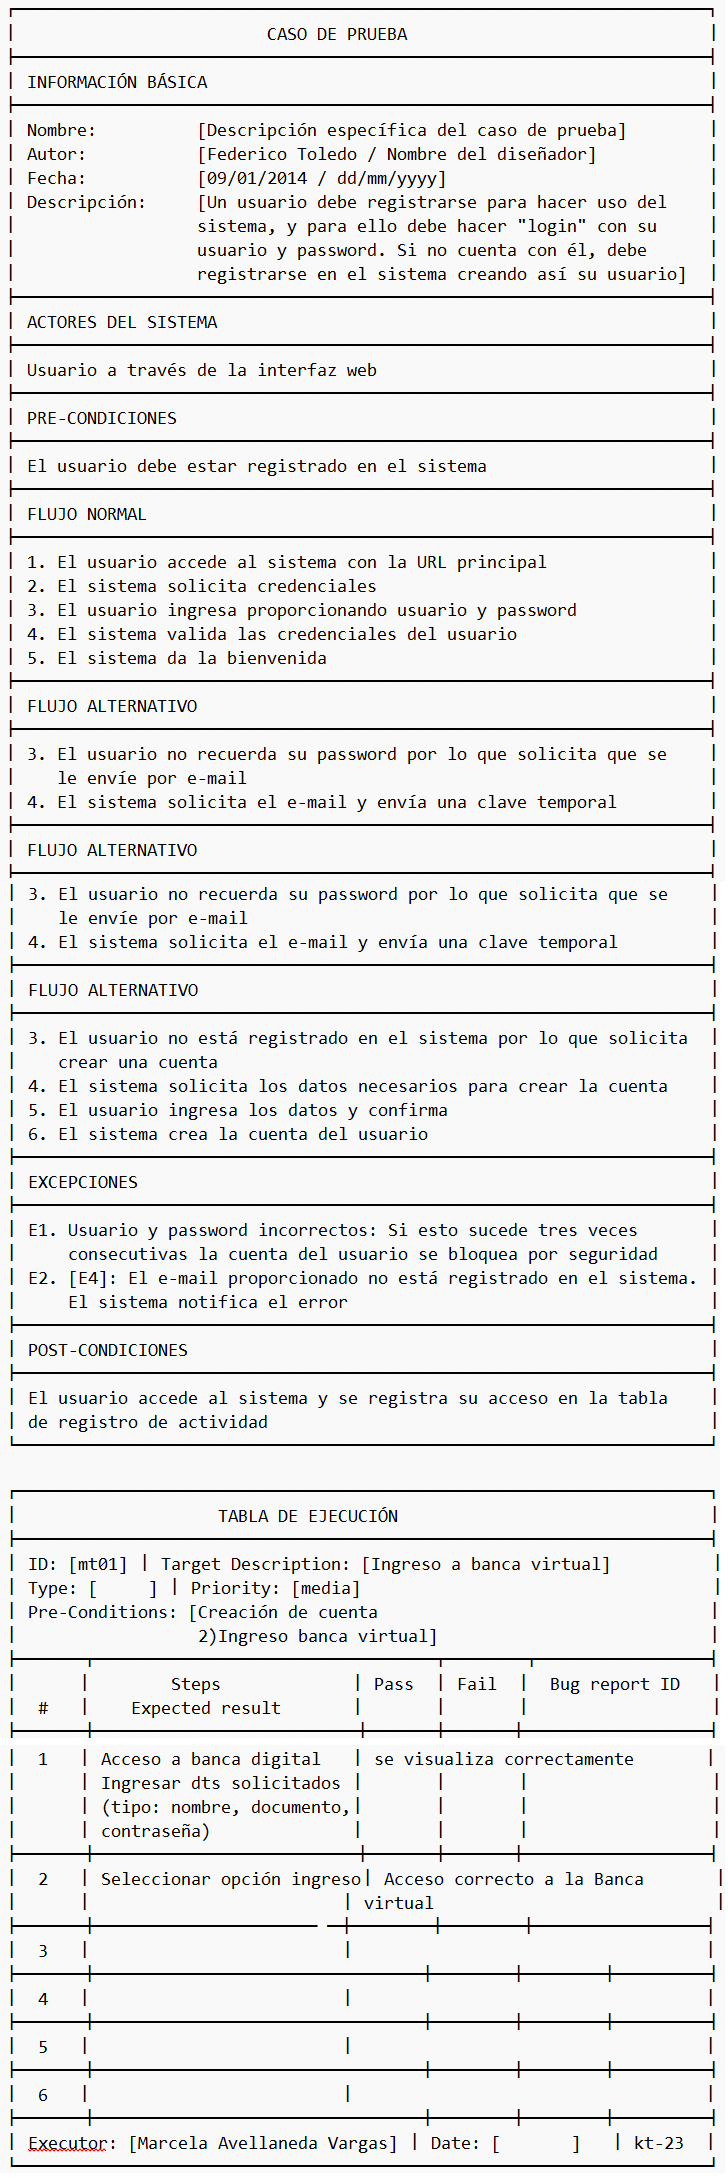 CASO DE PRUEBA
INFORMACIÓN BÁSICA
Nombre: [Descripción específica del caso de prueba]
Autor: [Federico Toledo / Nombre del diseñador]
Fecha: [09/01/2014 / dd/mm/yyyy]
Descripción: [Un usuario debe registrarse para hacer uso del
sistema, y para ello debe hacer "login" con su
usuario y password. Si no cuenta con él, debe
registrarse en el sistema creando así su usuario]
ACTORES DEL SISTEMA
Usuario a través de la interfaz web
PRE-CONDICIONES
El usuario debe estar registrado en el sistema
FLUJO NORMAL
1. El usuario accede al sistema con la URL principal
2. El sistema solicita credenciales
3. El usuario ingresa proporcionando usuario y password
4. El sistema valida las credenciales del usuario
5. El sistema da la bienvenida
FLUJO ALTERNATIVO
3. El usuario no recuerda su password por lo que solicita que se
le envíe por e-mail
4. El sistema solicita el e-mail y envía una clave temporal
FLUJO ALTERNATIVO
3. El usuario no recuerda su password por lo que solicita que se
le envíe por e-mail
4. El sistema solicita el e-mail y envía una clave temporal
FLUJO ALTERNATIVO
3. El usuario no está registrado en el sistema por lo que solicita
crear una cuenta
4. El sistema solicita los datos necesarios para crear la cuenta
5. El usuario ingresa los datos y confirma
6. El sistema crea la cuenta del usuario
EXCEPCIONES
E1. Usuario y password incorrectos: Si esto sucede tres veces
consecutivas la cuenta del usuario se bloquea por seguridad
E2. [E4]: El e-mail proporcionado no está registrado en el sistema.
El sistema notifica el error
POST-CONDICIONES
El usuario accede al sistema y se registra su acceso en la tabla
de registro de actividad
TABLA DE EJECUCIÓN
ID: [mt01] | Target Description: [Ingreso a banca virtual]
Type: [     ] | Priority: [media]
Pre-Conditions: [Creación de cuenta
2)Ingreso banca virtual]
Steps | Pass | Fail | Bug report ID
# | Expected result
1 | Acceso a banca digital | se visualiza correctamente
Ingresar dts solicitados
(tipo: nombre, documento,
contraseña)
2 | Seleccionar opción ingreso| Acceso correcto a la Banca
virtual
3
4
5
6
Executor: [Marcela Avellaneda Vargas] | Date: [       ] | kt-23